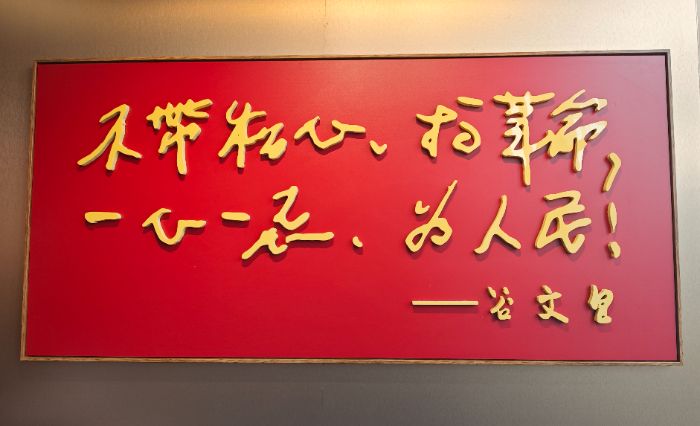 不带私心、搞革命,
一心一意、为人民!
——谷文昌